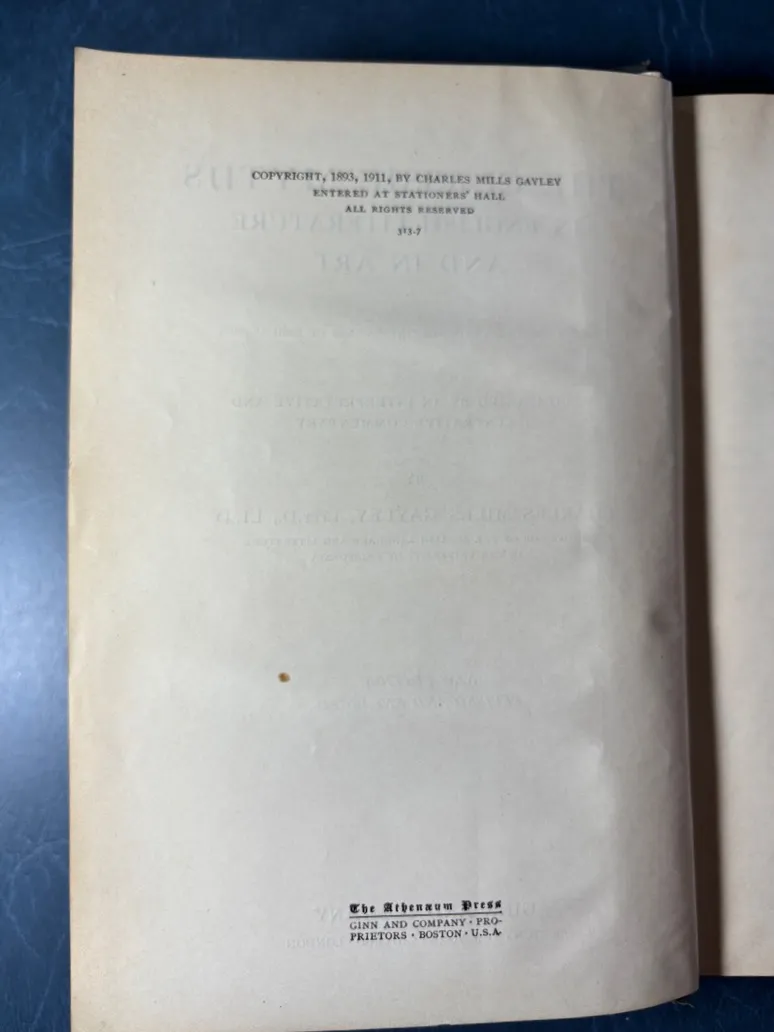 COPYRIGHT, 1893, 1911, BY CHARLES MILLS GAYLEY
ENTERED AT STATIONERS' HALL
ALL RIGHTS RESERVED
313.7
The Athenæum Press
GINN AND COMPANY · PRO-
PRIETORS · BOSTON · U.S.A.